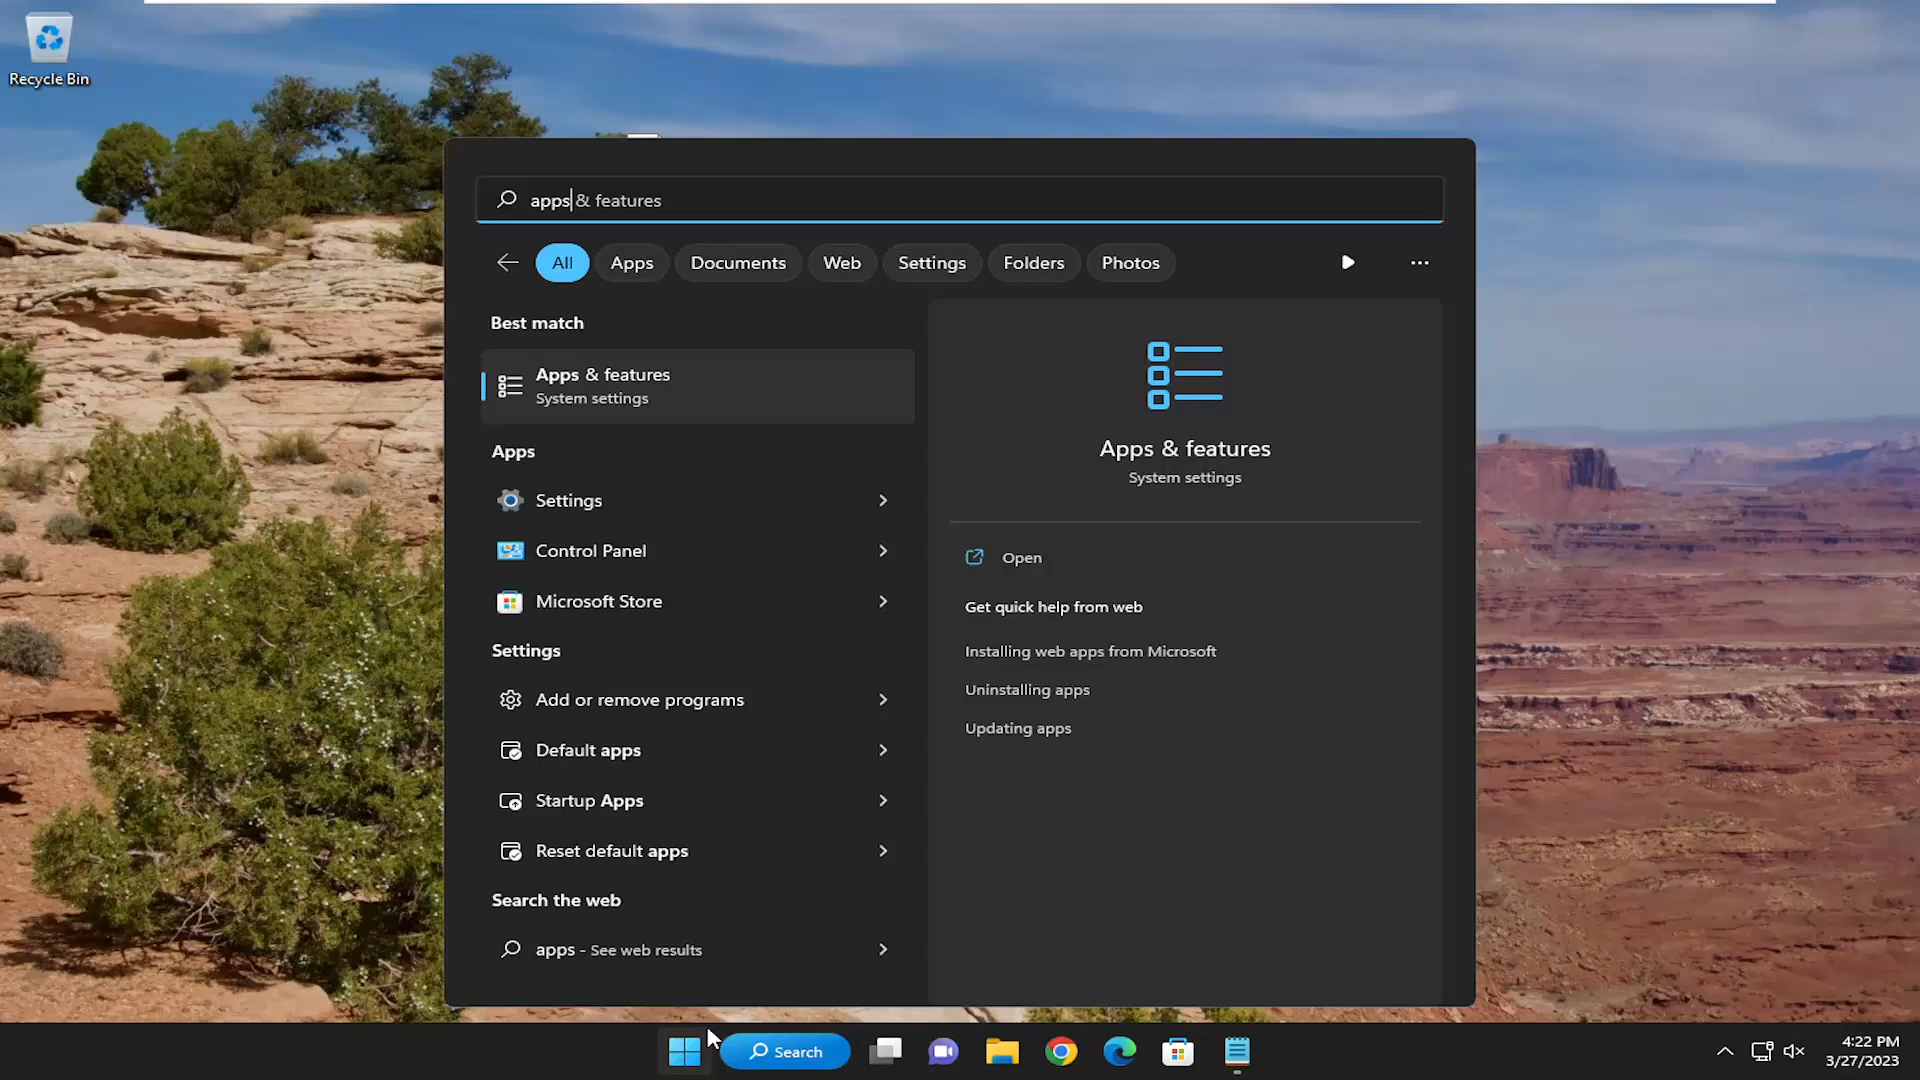 Recycle Bin
apps & features
All
Apps
Documents
Web
Settings
Folders
Photos
Best match
Apps & features
System settings
Apps
Settings
Control Panel
Microsoft Store
Settings
Add or remove programs
Default apps
Startup Apps
Reset default apps
Search the web
apps - See web results
Apps & features
System settings
Open
Get quick help from web
Installing web apps from Microsoft
Uninstalling apps
Updating apps
Search
4:22 PM
3/27/2023